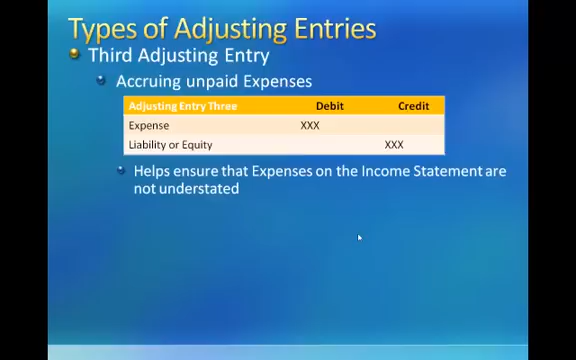 Types of Adjusting Entries
Third Adjusting Entry
Accruing unpaid Expenses
Adjusting Entry Three Debit Credit
Expense XXX
Liability or Equity XXX
Helps ensure that Expenses on the Income Statement are
not understated